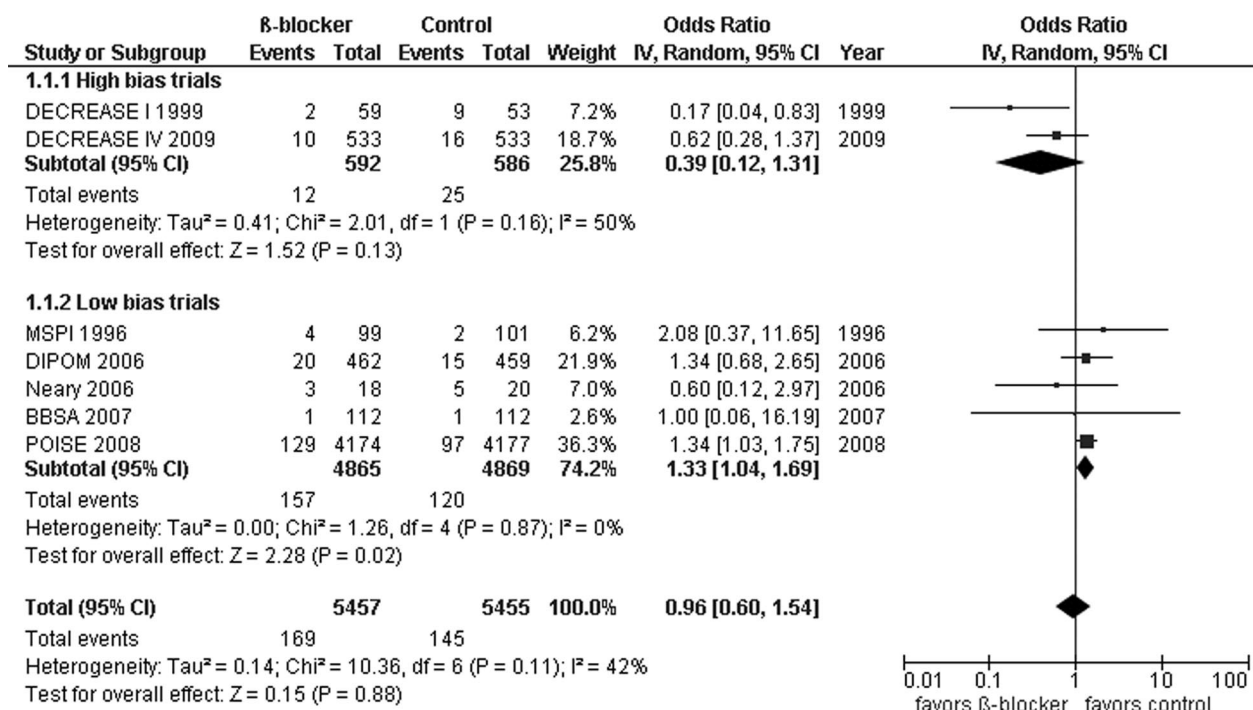 ß-blocker Control Odds Ratio Odds Ratio
Study or Subgroup Events Total Events Total Weight IV, Random, 95% CI Year IV, Random, 95% CI
1.1.1 High bias trials
DECREASE I 1999 2 59 9 53 7.2% 0.17 [0.04, 0.83] 1999
DECREASE IV 2009 10 533 16 533 18.7% 0.62 [0.28, 1.37] 2009
Subtotal (95% CI) 592 586 25.8% 0.39 [0.12, 1.31]
Total events 12 25
Heterogeneity: Tau² = 0.41; Chi² = 2.01, df = 1 (P = 0.16); I² = 50%
Test for overall effect: Z = 1.52 (P = 0.13)
1.1.2 Low bias trials
MSPI 1996 4 99 2 101 6.2% 2.08 [0.37, 11.65] 1996
DIPOM 2006 20 462 15 459 21.9% 1.34 [0.68, 2.65] 2006
Neary 2006 3 18 5 20 7.0% 0.60 [0.12, 2.97] 2006
BBSA 2007 1 112 1 112 2.6% 1.00 [0.06, 16.19] 2007
POISE 2008 129 4174 97 4177 36.3% 1.34 [1.03, 1.75] 2008
Subtotal (95% CI) 4865 4869 74.2% 1.33 [1.04, 1.69]
Total events 157 120
Heterogeneity: Tau² = 0.00; Chi² = 1.26, df = 4 (P = 0.87); I² = 0%
Test for overall effect: Z = 2.28 (P = 0.02)
Total (95% CI) 5457 5455 100.0% 0.96 [0.60, 1.54]
Total events 169 145
Heterogeneity: Tau² = 0.14; Chi² = 10.36, df = 6 (P = 0.11); I² = 42%
Test for overall effect: Z = 0.15 (P = 0.88)
0.01 0.1 1 10 100
favors ß-blocker favors control